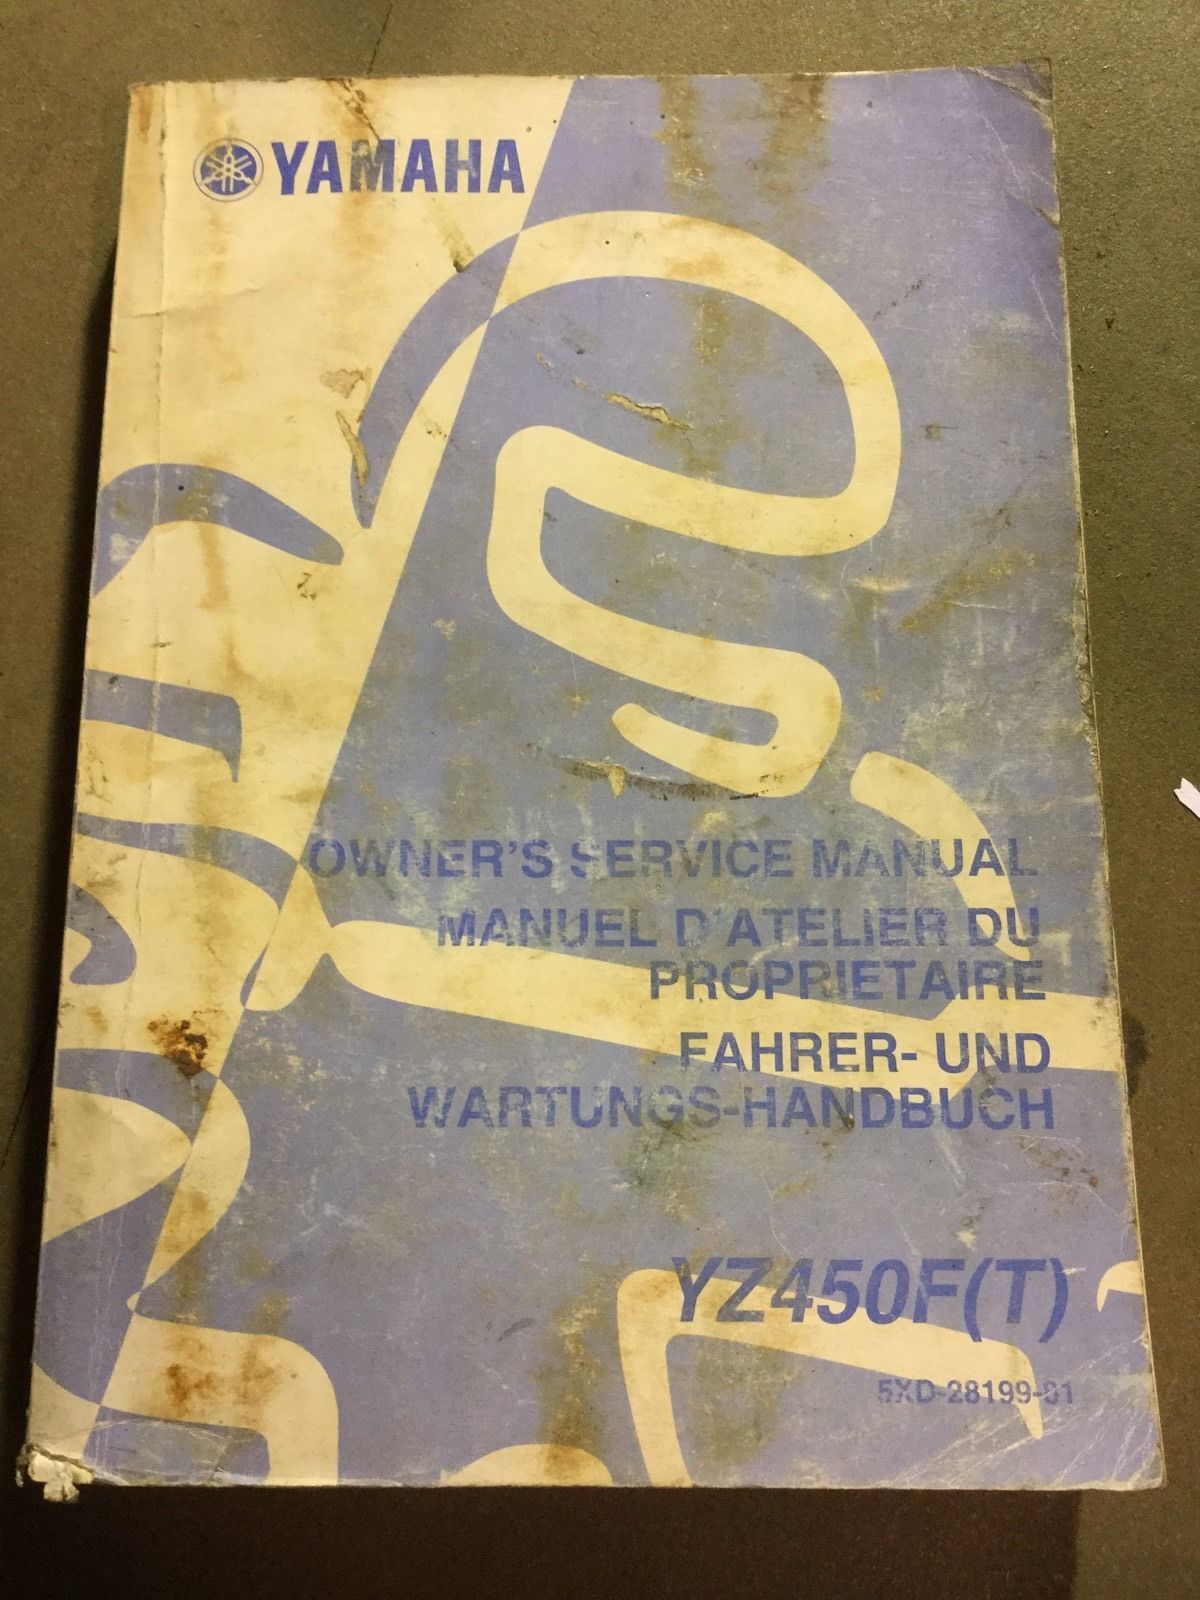 YAMAHA
OWNER'S SERVICE MANUAL
MANUEL D'ATELIER DU
PROPRIETAIRE
FAHRER- UND
WARTUNGS-HANDBUCH
YZ450F(T)
5XD-28199-81